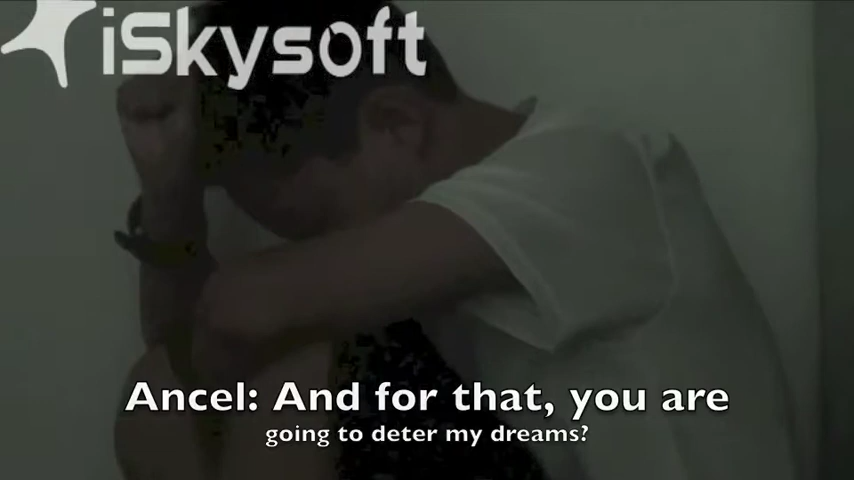 iSkysoft
Ancel: And for that, you are
going to deter my dreams?